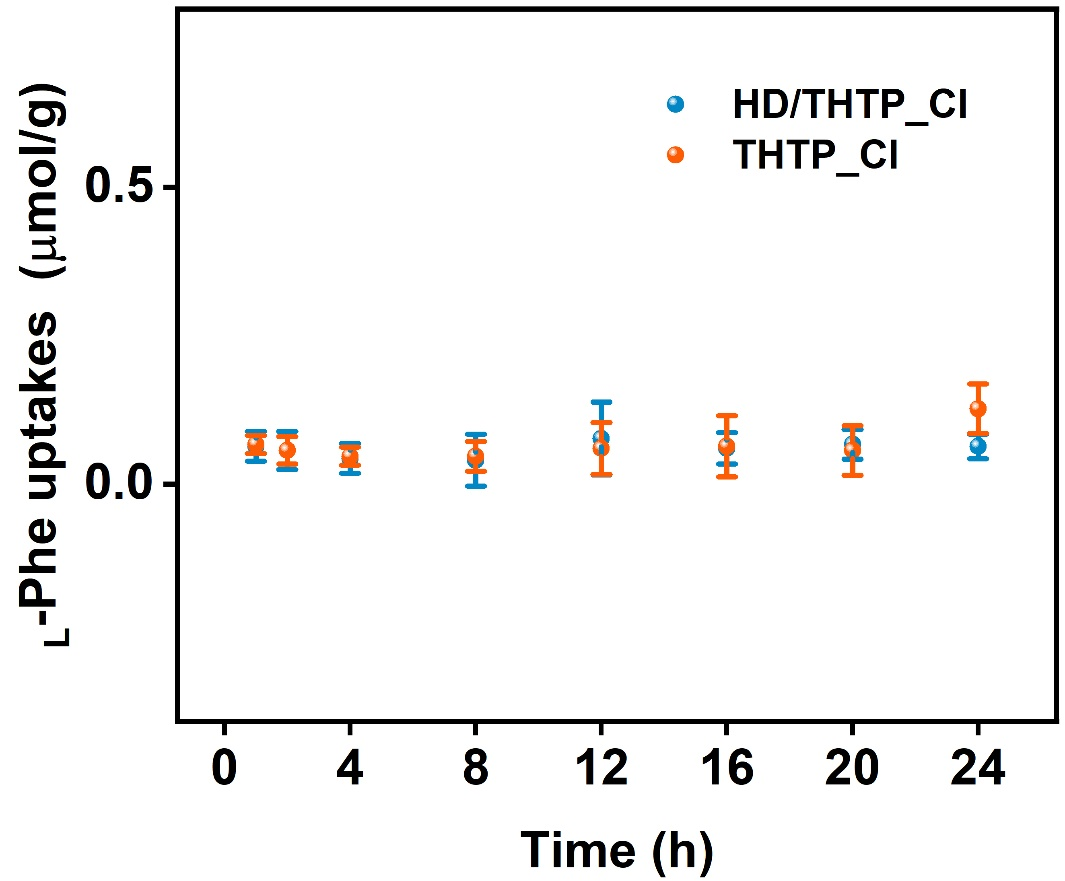 HD/THTP_CI
THTP_CI
0.5
0.0
L-Phe uptakes (μmol/g)
0 4 8 12 16 20 24
Time (h)